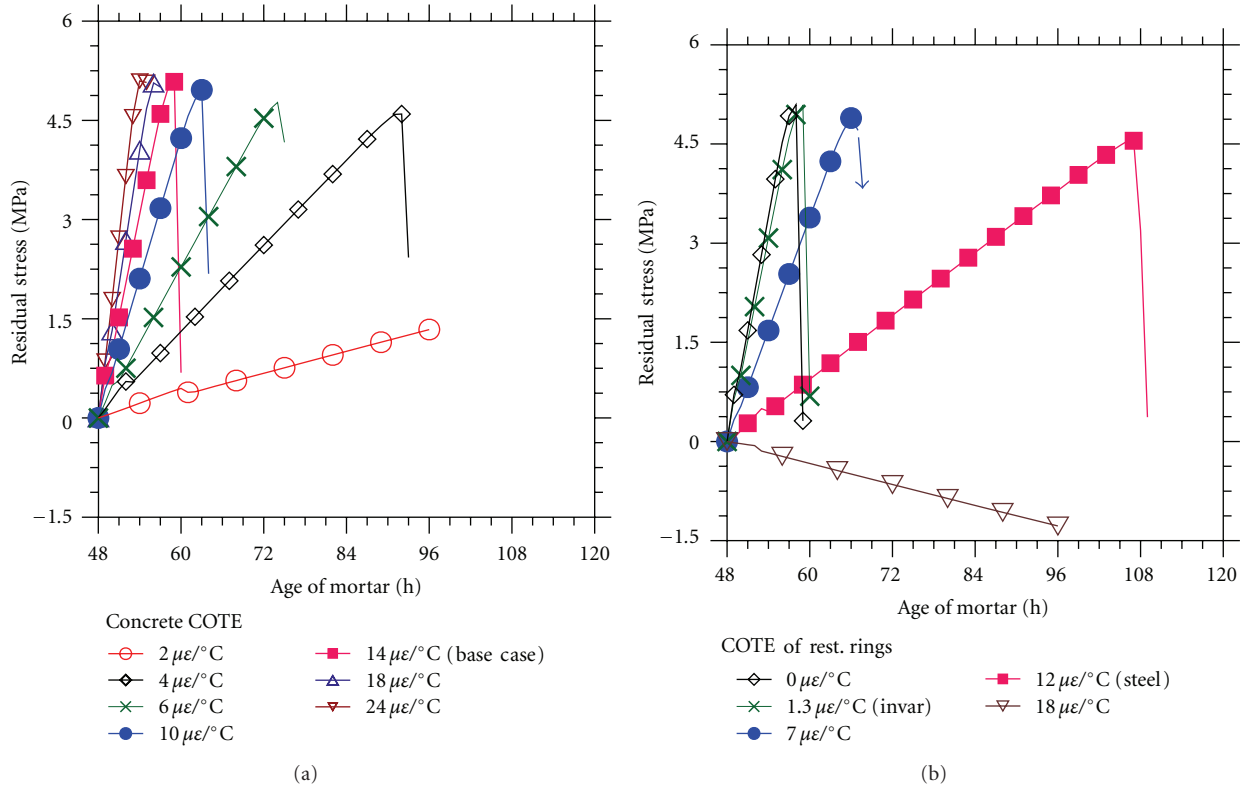 6
4.5
3
1.5
0
−1.5
Residual stress (MPa)
48 60 72 84 96 108 120
Age of mortar (h)
Concrete COTE
2 με/°C
4 με/°C
6 με/°C
10 με/°C
14 με/°C (base case)
18 με/°C
24 με/°C
(a)
6
4.5
3
1.5
0
−1.5
Residual stress (MPa)
48 60 72 84 96 108 120
Age of mortar (h)
COTE of rest. rings
0 με/°C
1.3 με/°C (invar)
7 με/°C
12 με/°C (steel)
18 με/°C
(b)